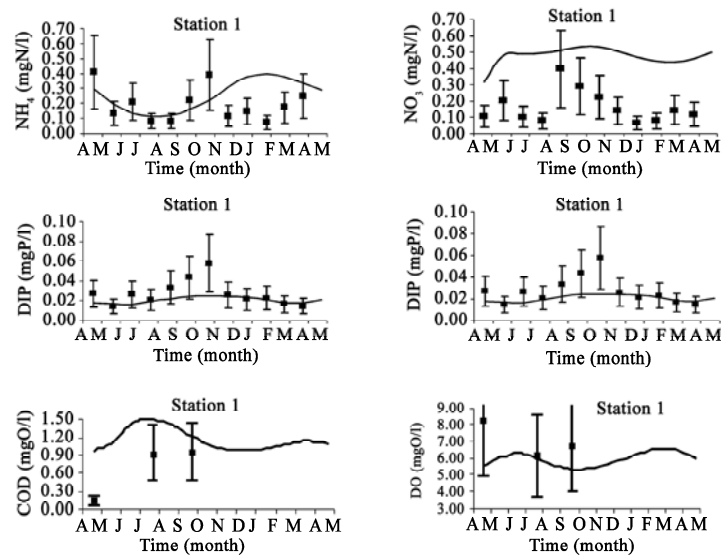 Station 1
NH4 (mgN/l)
0.70
0.60
0.50
0.40
0.30
0.20
0.10
0.00
A M J J A S O N D J F M A M
Time (month)
Station 1
NO3 (mgN/l)
0.70
0.60
0.50
0.40
0.30
0.20
0.10
0.00
A M J J A S O N D J F M A M
Time (month)
Station 1
DIP (mgP/l)
0.10
0.08
0.06
0.04
0.02
0.00
A M J J A S O N D J F M A M
Time (month)
Station 1
DIP (mgP/l)
0.10
0.08
0.06
0.04
0.02
0.00
A M J J A S O N D J F M A M
Time (month)
Station 1
COD (mgO/l)
1.50
1.20
0.90
0.60
0.30
0.00
A M J J A S O N D J F M A M
Time (month)
Station 1
DO (mgO/l)
9.00
8.00
7.00
6.00
5.00
4.00
3.00
A M J J A S O N D J F M A M
Time (month)